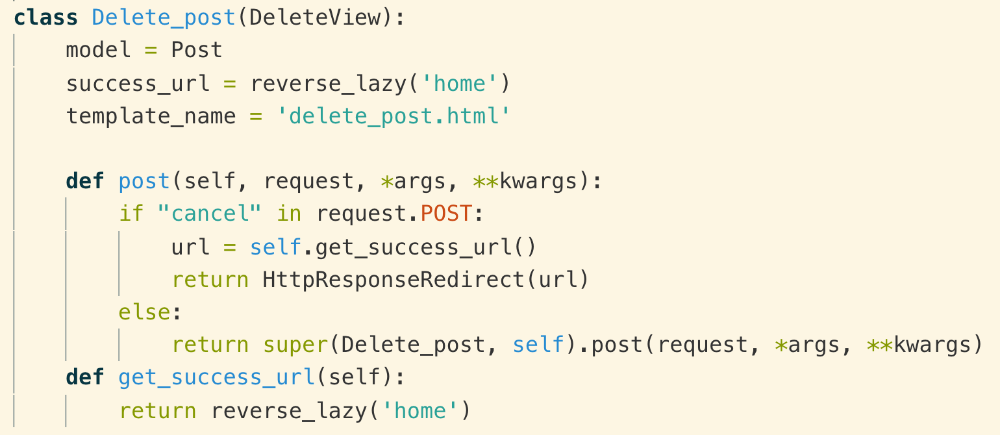 class Delete_post(DeleteView):
    model = Post
    success_url = reverse_lazy('home')
    template_name = 'delete_post.html'

    def post(self, request, *args, **kwargs):
        if "cancel" in request.POST:
            url = self.get_success_url()
            return HttpResponseRedirect(url)
        else:
            return super(Delete_post, self).post(request, *args, **kwargs)
    def get_success_url(self):
        return reverse_lazy('home')